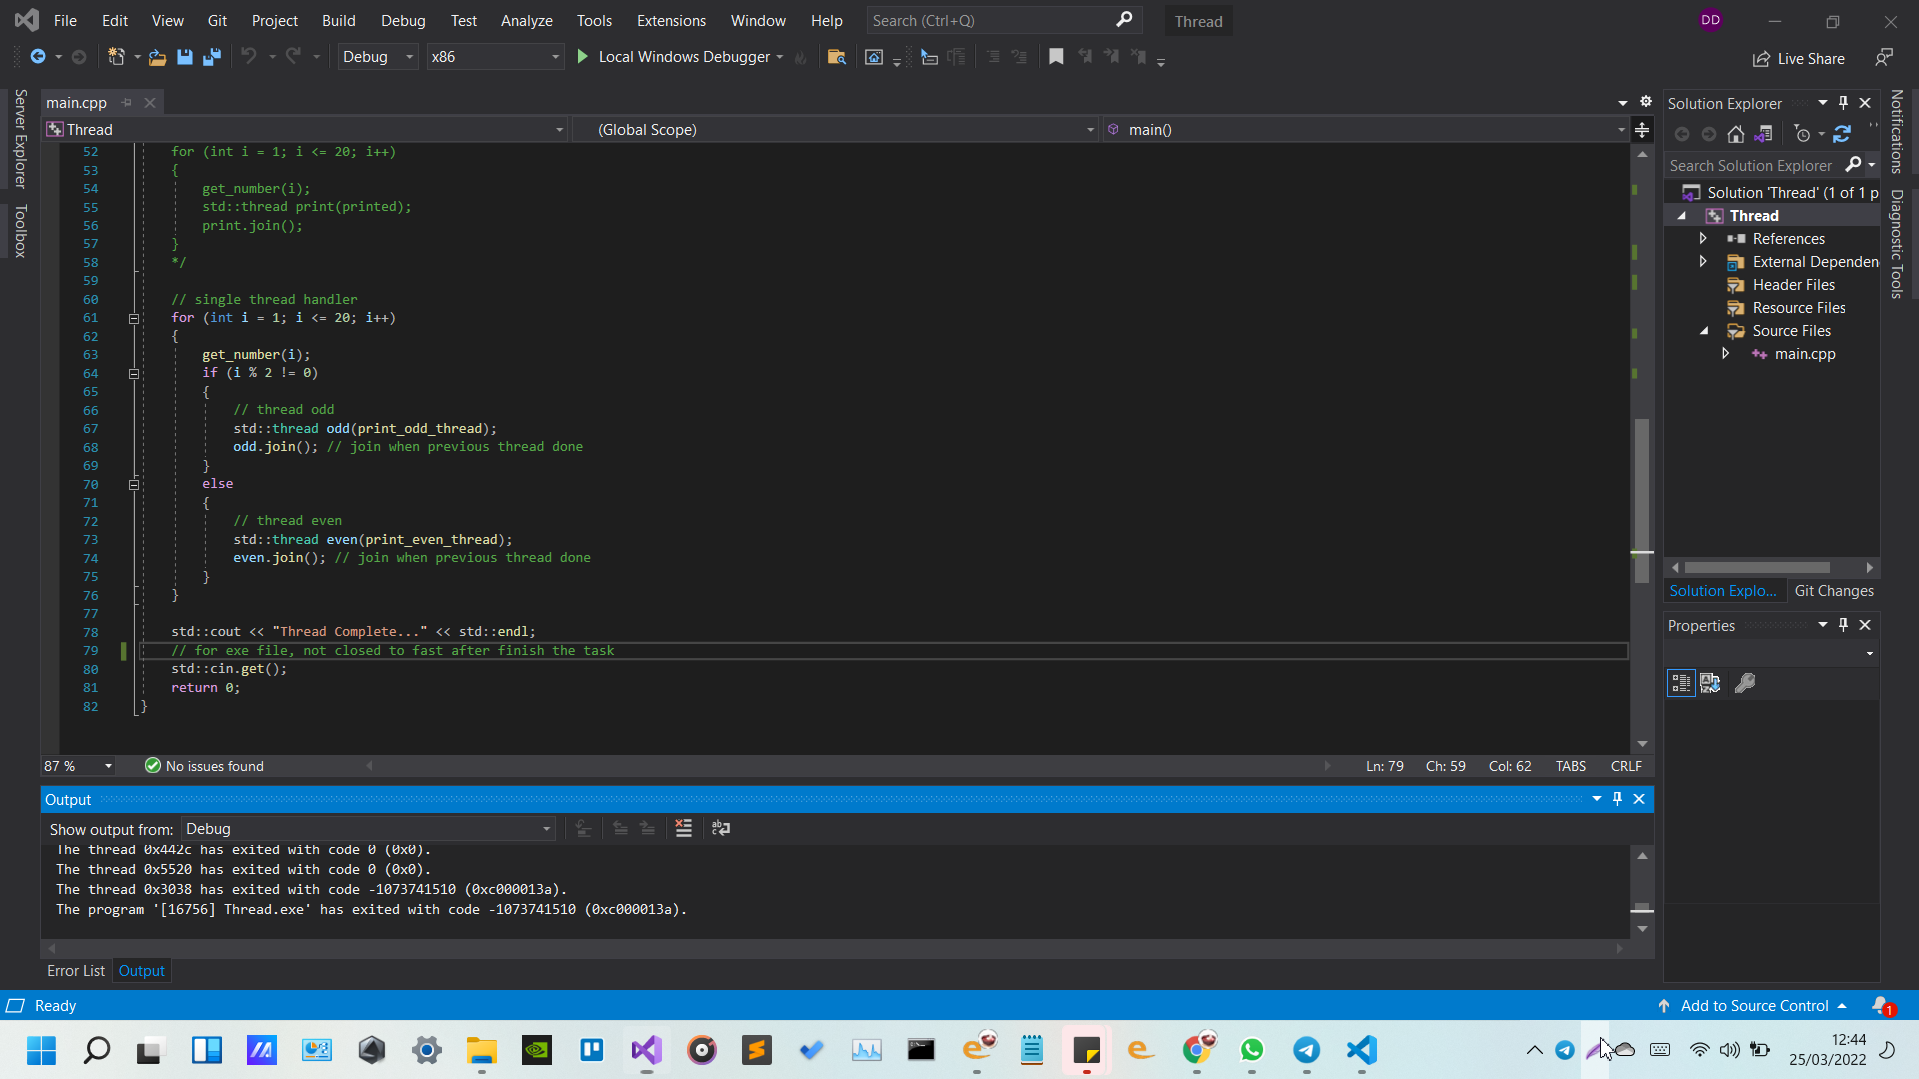 File Edit View Git Project Build Debug Test Analyze Tools Extensions Window Help Search (Ctrl+Q) Thread DD
Debug x86 Local Windows Debugger Live Share
Server Explorer
Toolbox
main.cpp
Thread (Global Scope) main()
52 for (int i = 1; i <= 20; i++)
53 {
54 get_number(i);
55 std::thread print(printed);
56 print.join();
57 }
58 */
59
60 // single thread handler
61 for (int i = 1; i <= 20; i++)
62 {
63 get_number(i);
64 if (i % 2 != 0)
65 {
66 // thread odd
67 std::thread odd(print_odd_thread);
68 odd.join(); // join when previous thread done
69 }
70 else
71 {
72 // thread even
73 std::thread even(print_even_thread);
74 even.join(); // join when previous thread done
75 }
76 }
77
78 std::cout << "Thread Complete..." << std::endl;
79 // for exe file, not closed to fast after finish the task
80 std::cin.get();
81 return 0;
82 }
87 % No issues found Ln: 79 Ch: 59 Col: 62 TABS CRLF
Output
Show output from: Debug
The thread 0x442c has exited with code 0 (0x0).
The thread 0x5520 has exited with code 0 (0x0).
The thread 0x3038 has exited with code -1073741510 (0xc000013a).
The program '[16756] Thread.exe' has exited with code -1073741510 (0xc000013a).
Error List Output
Solution Explorer
Search Solution Explorer
Solution 'Thread' (1 of 1 p
Thread
References
External Dependen
Header Files
Resource Files
Source Files
main.cpp
Solution Explo... Git Changes
Properties
Notifications
Diagnostic Tools
Ready Add to Source Control 1
12:44
25/03/2022